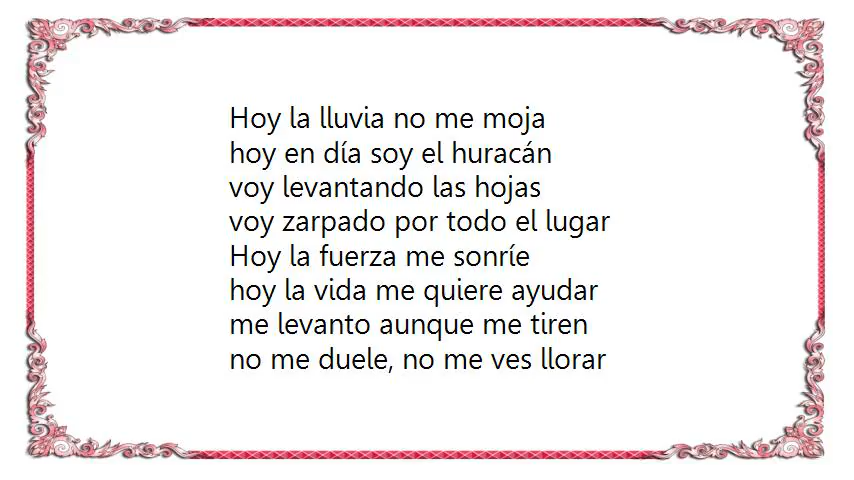 Hoy la lluvia no me moja
hoy en día soy el huracán
voy levantando las hojas
voy zarpado por todo el lugar
Hoy la fuerza me sonríe
hoy la vida me quiere ayudar
me levanto aunque me tiren
no me duele, no me ves llorar